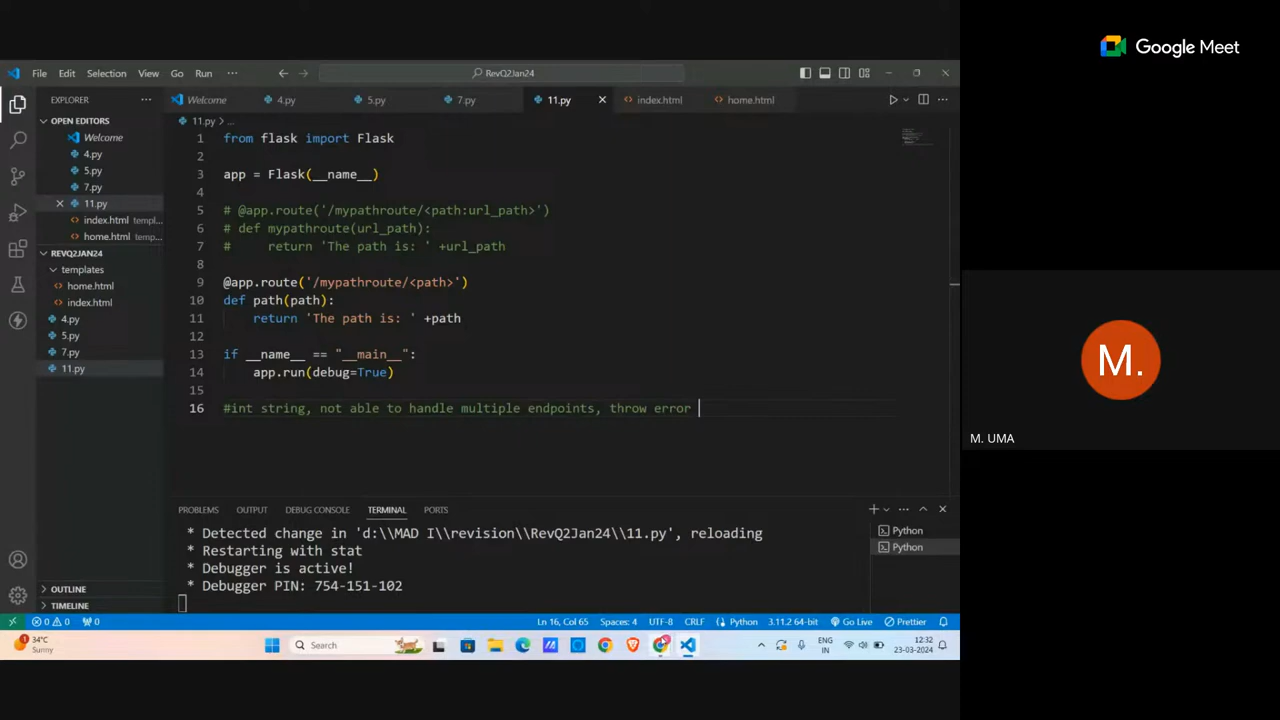 Google Meet
File Edit Selection View Go Run ... RevQ2Jan24
EXPLORER ...
Welcome 4.py 5.py 7.py 11.py index.html home.html
OPEN EDITORS
Welcome
4.py
5.py
7.py
11.py
index.html templ...
home.html temp...
REVQ2JAN24
templates
home.html
index.html
4.py
5.py
7.py
11.py
OUTLINE
TIMELINE
11.py > ...
1 from flask import Flask
2
3 app = Flask(__name__)
4
5 # @app.route('/mypathroute/<path:url_path>')
6 # def mypathroute(url_path):
7 #     return 'The path is: ' +url_path
8
9 @app.route('/mypathroute/<path>')
10 def path(path):
11     return 'The path is: ' +path
12
13 if __name__ == "__main__":
14     app.run(debug=True)
15
16 #int string, not able to handle multiple endpoints, throw error
PROBLEMS OUTPUT DEBUG CONSOLE TERMINAL PORTS
* Detected change in 'd:\\MAD I\\revision\\RevQ2Jan24\\11.py', reloading
* Restarting with stat
* Debugger is active!
* Debugger PIN: 754-151-102
Python
Python
0 0 0 Ln 16, Col 65 Spaces: 4 UTF-8 CRLF Python 3.11.2 64-bit Go Live Prettier
1 34°C
Sunny
Search
ENG
IN
12:32
23-03-2024
M.
M. UMA